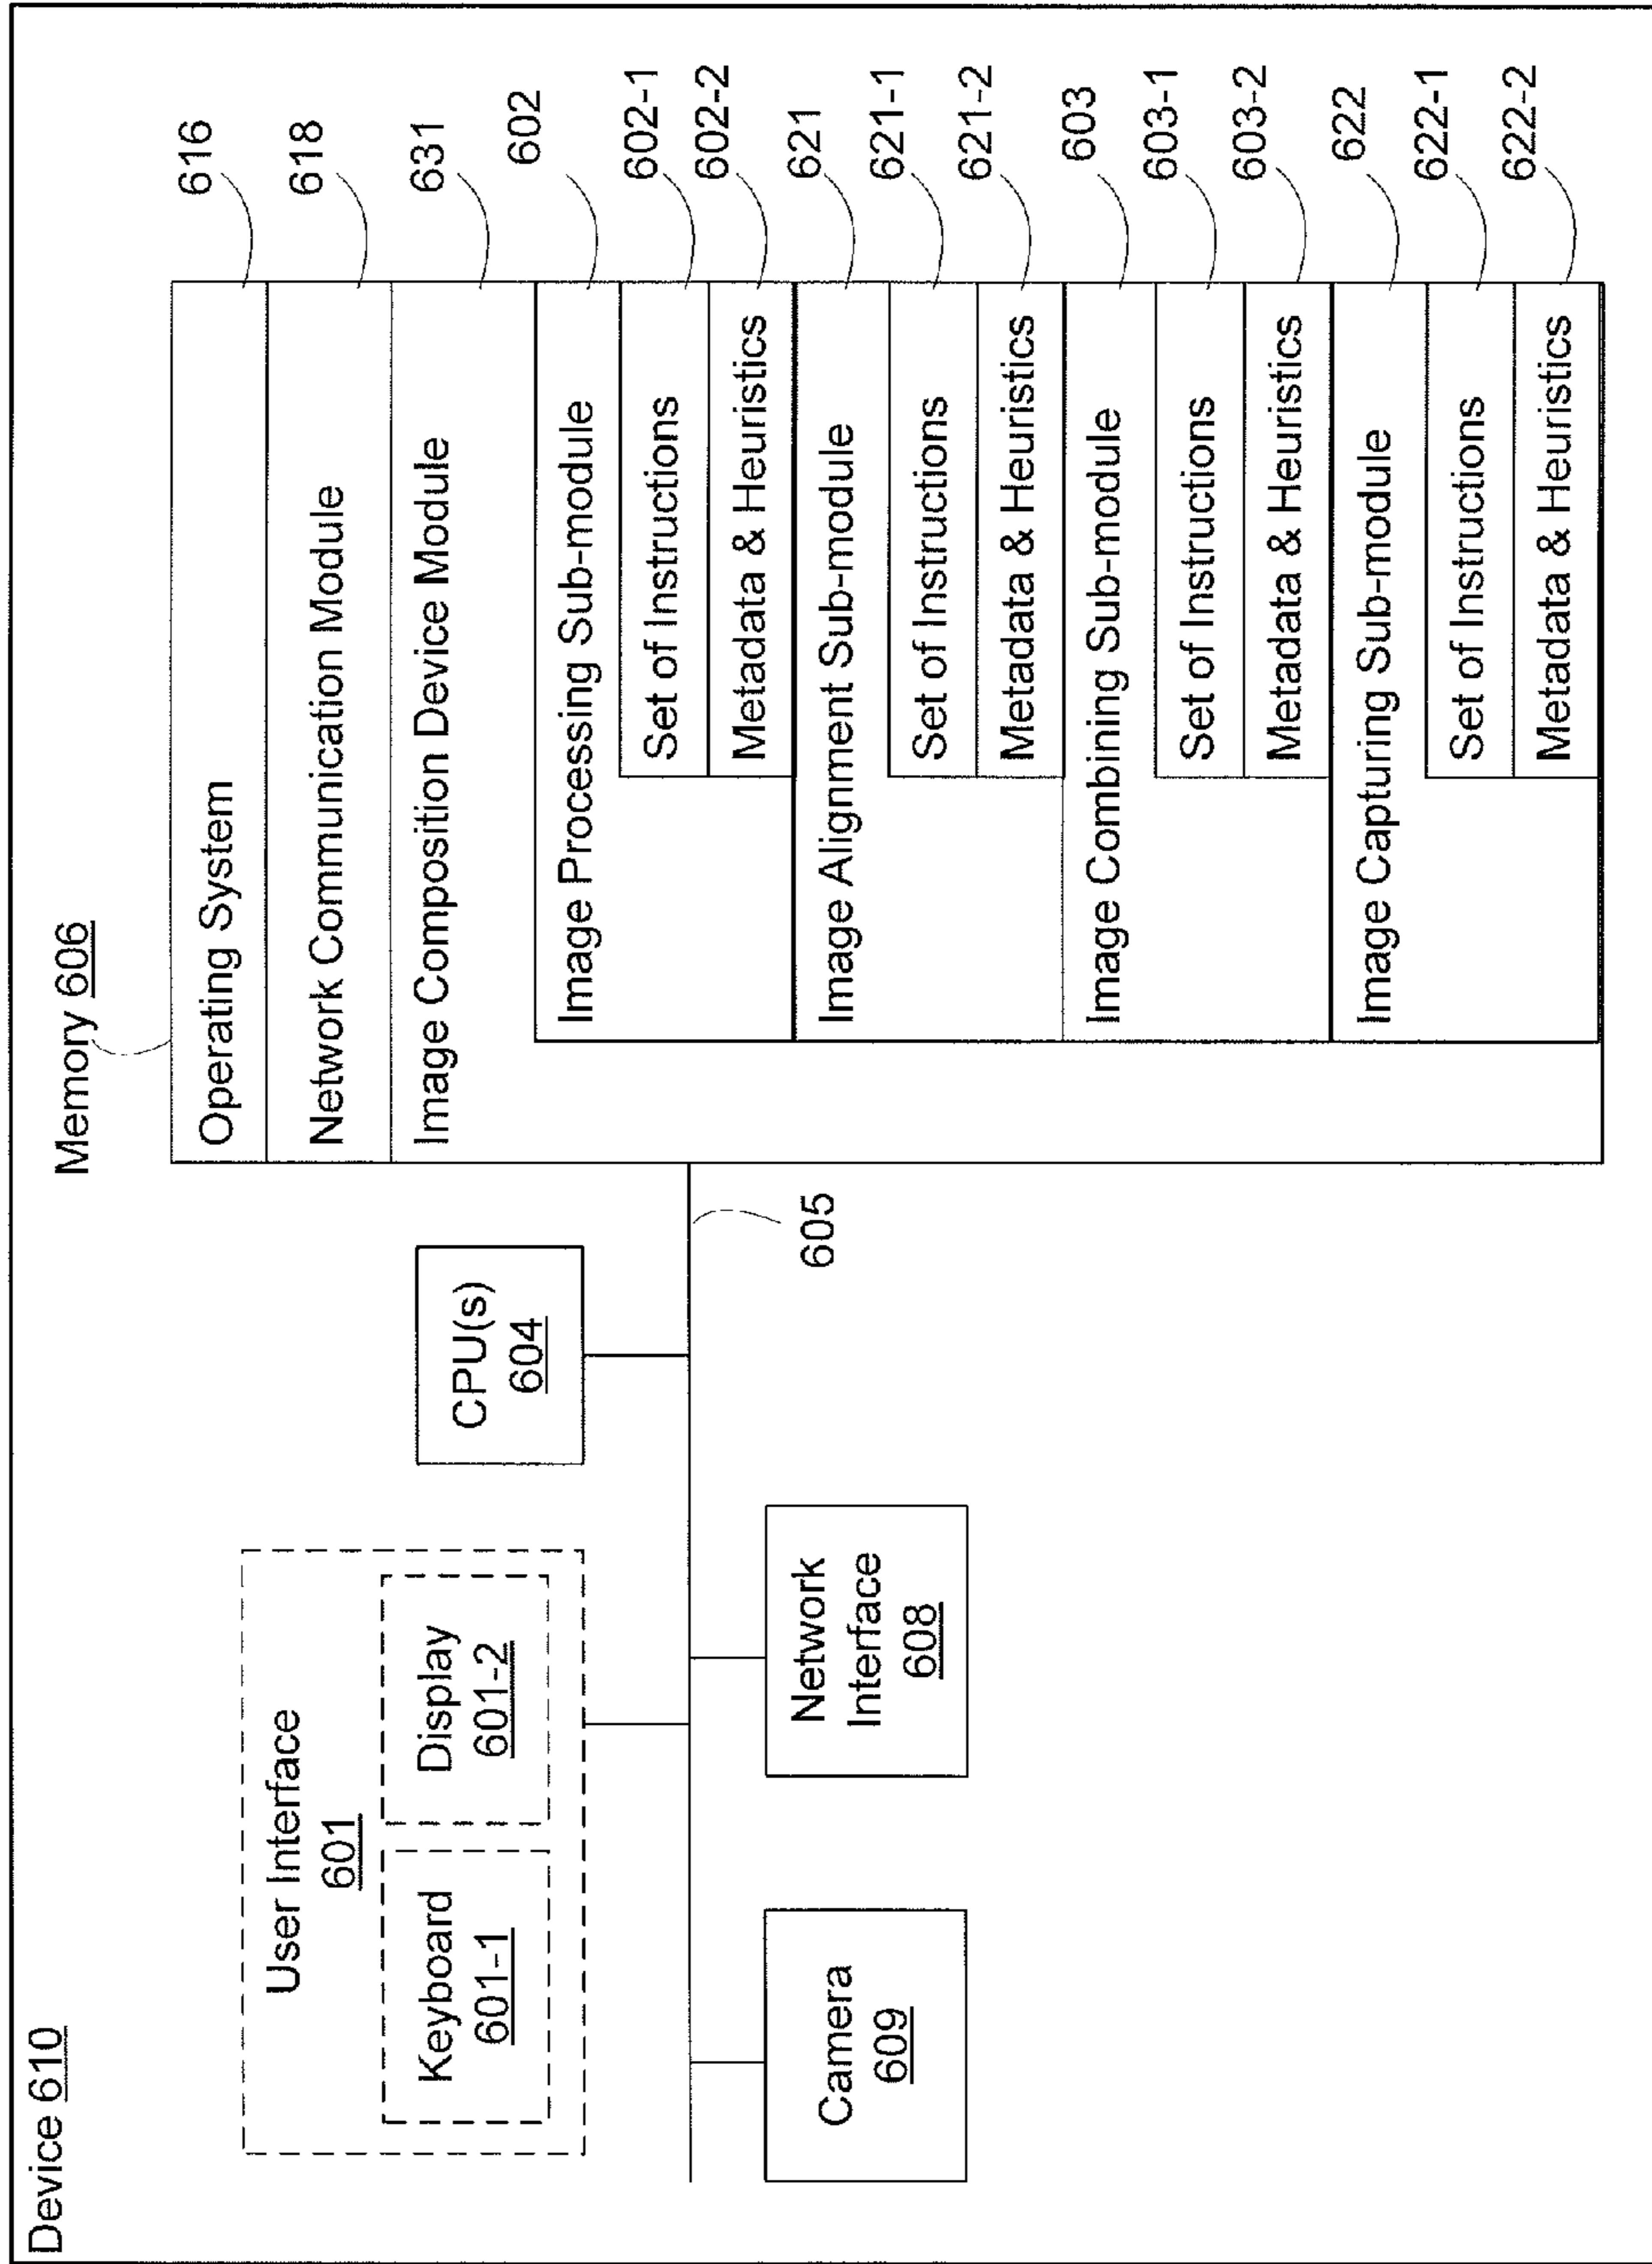 Device 610
User Interface
601
Keyboard
601-1
Display
601-2
CPU(s)
604
Camera
609
Network
Interface
608
605
Memory 606
Operating System
616
Network Communication Module
618
Image Composition Device Module
631
Image Processing Sub-module
602
Set of Instructions
602-1
Metadata & Heuristics
602-2
Image Alignment Sub-module
621
Set of Instructions
621-1
Metadata & Heuristics
621-2
Image Combining Sub-module
603
Set of Instructions
603-1
Metadata & Heuristics
603-2
Image Capturing Sub-module
622
Set of Instructions
622-1
Metadata & Heuristics
622-2